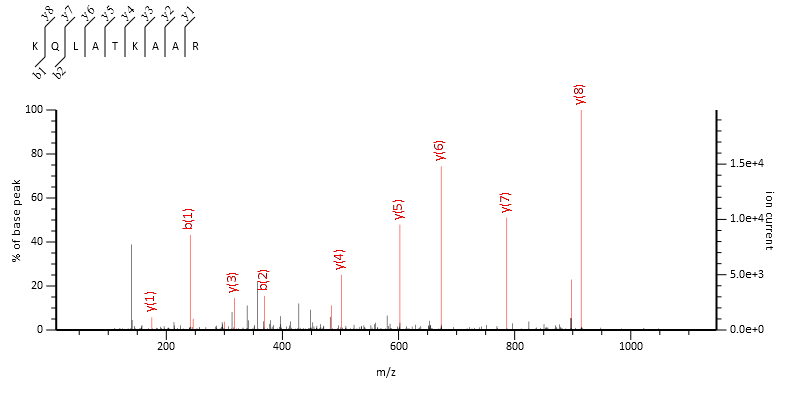 y8 y7 y6 y5 y4 y3 y2 y1
K Q L A T K A A R
b1 b2
y(8)
100
y(6)
80
1.5e+4
y(7)
60
y(5)
b(1)
1.0e+4
% of base peak
ion current
40
y(4)
y(3)
b(2)
5.0e+3
20
y(1)
0
0.0e+0
200 400 600 800 1000
m/z